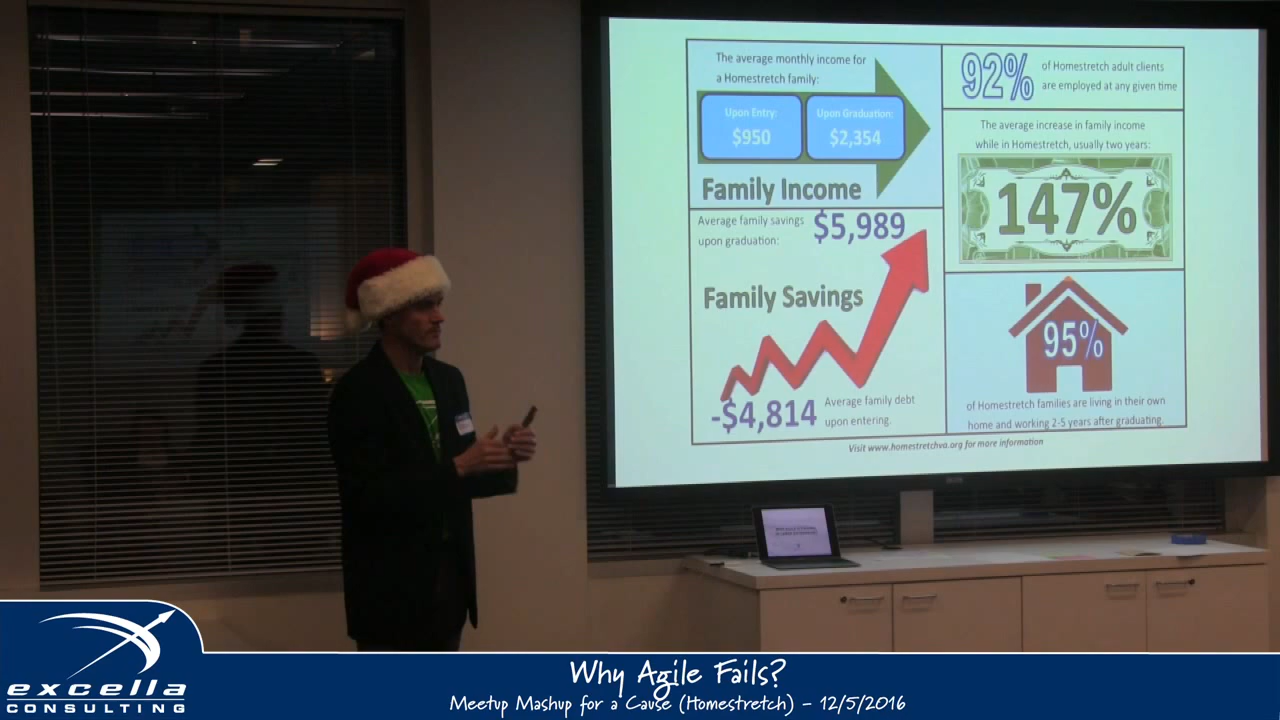 The average monthly income for
a Homestretch family:
Upon Entry:
$950
Upon Graduation:
$2,354
Family Income
Average family savings
upon graduation:
$5,989
Family Savings
-$4,814
Average family debt
upon entering.
92%
of Homestretch adult clients
are employed at any given time
The average increase in family income
while in Homestretch, usually two years:
147%
95%
of Homestretch families are living in their own
home and working 2-5 years after graduating.
Visit www.homestretchva.org for more information
excella
CONSULTING
Why Agile Fails?
Meetup Mashup for a Cause (Homestretch) - 12/5/2016